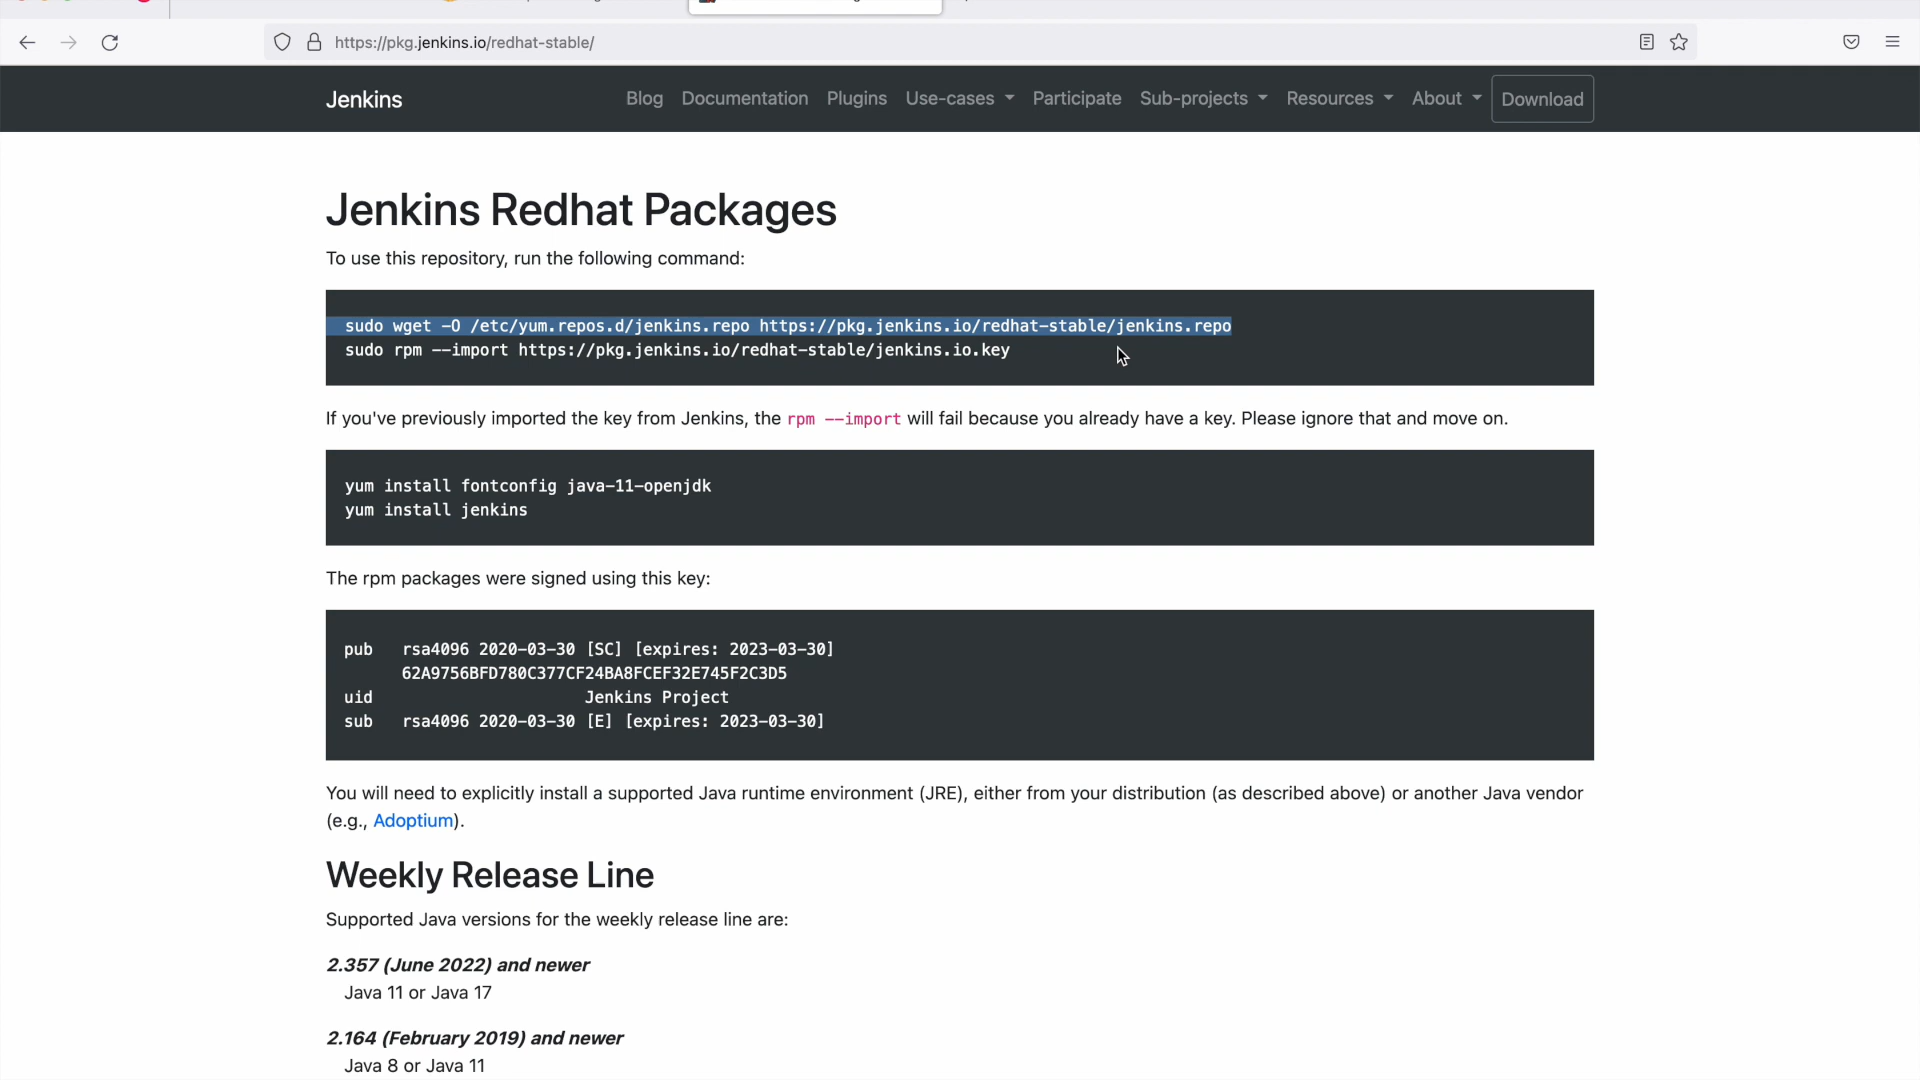 https://pkg.jenkins.io/redhat-stable/
Jenkins
Blog Documentation Plugins Use-cases Participate Sub-projects Resources About Download
Jenkins Redhat Packages
To use this repository, run the following command:
sudo wget -O /etc/yum.repos.d/jenkins.repo https://pkg.jenkins.io/redhat-stable/jenkins.repo
sudo rpm --import https://pkg.jenkins.io/redhat-stable/jenkins.io.key
If you've previously imported the key from Jenkins, the rpm --import will fail because you already have a key. Please ignore that and move on.
yum install fontconfig java-11-openjdk
yum install jenkins
The rpm packages were signed using this key:
pub rsa4096 2020-03-30 [SC] [expires: 2023-03-30]
62A9756BFD780C377CF24BA8FCEF32E745F2C3D5
uid Jenkins Project
sub rsa4096 2020-03-30 [E] [expires: 2023-03-30]
You will need to explicitly install a supported Java runtime environment (JRE), either from your distribution (as described above) or another Java vendor
(e.g., Adoptium).
Weekly Release Line
Supported Java versions for the weekly release line are:
2.357 (June 2022) and newer
Java 11 or Java 17
2.164 (February 2019) and newer
Java 8 or Java 11